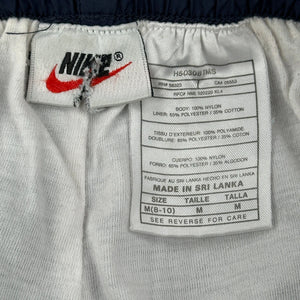 NIKE
BODY: 100% NYLON
LINER: 65% POLYESTER / 35% COTTON
TISSU D'EXTERIEUR: 100% POLYAMIDE
DOUBLURE: 65% POLYESTER / 35% COTON
CUERPO: 100% NYLON
FORRO: 65% POLIESTER / 35% ALGODON
FABRIQUE AU SRI LANKA / HECHO EN SRI LANKA
MADE IN SRI LANKA
SIZE TAILLE TALLA
M(8-10) M M
SEE REVERSE FOR CARE